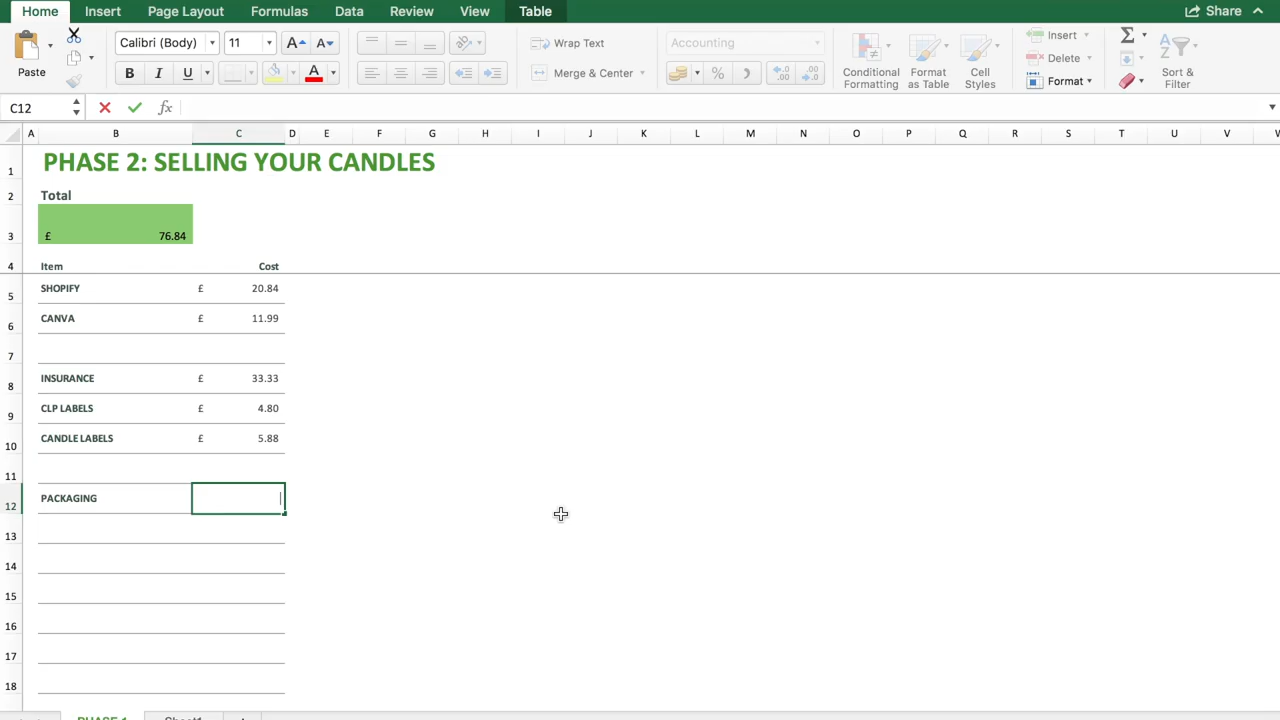 Home Insert Page Layout Formulas Data Review View Table Share
Calibri (Body) 11 A A Wrap Text Accounting Insert Σ
Paste B I U A Merge & Center % Conditional Formatting Format as Table Cell Styles Delete Format Sort & Filter
C12 fx
A B C D E F G H I J K L M N O P Q R S T U V
1 PHASE 2: SELLING YOUR CANDLES
2 Total
3 £ 76.84
4 Item Cost
5 SHOPIFY £ 20.84
6 CANVA £ 11.99
7
8 INSURANCE £ 33.33
9 CLP LABELS £ 4.80
10 CANDLE LABELS £ 5.88
11
12 PACKAGING
13
14
15
16
17
18
PHASE 1 Sheet1